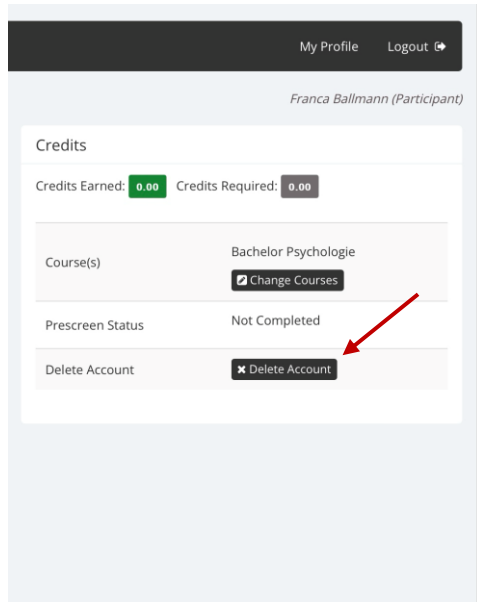 My Profile Logout
Franca Ballmann (Participant)
Credits
Credits Earned: 0.00 Credits Required: 0.00
Course(s)
Bachelor Psychologie
Change Courses
Prescreen Status Not Completed
Delete Account Delete Account